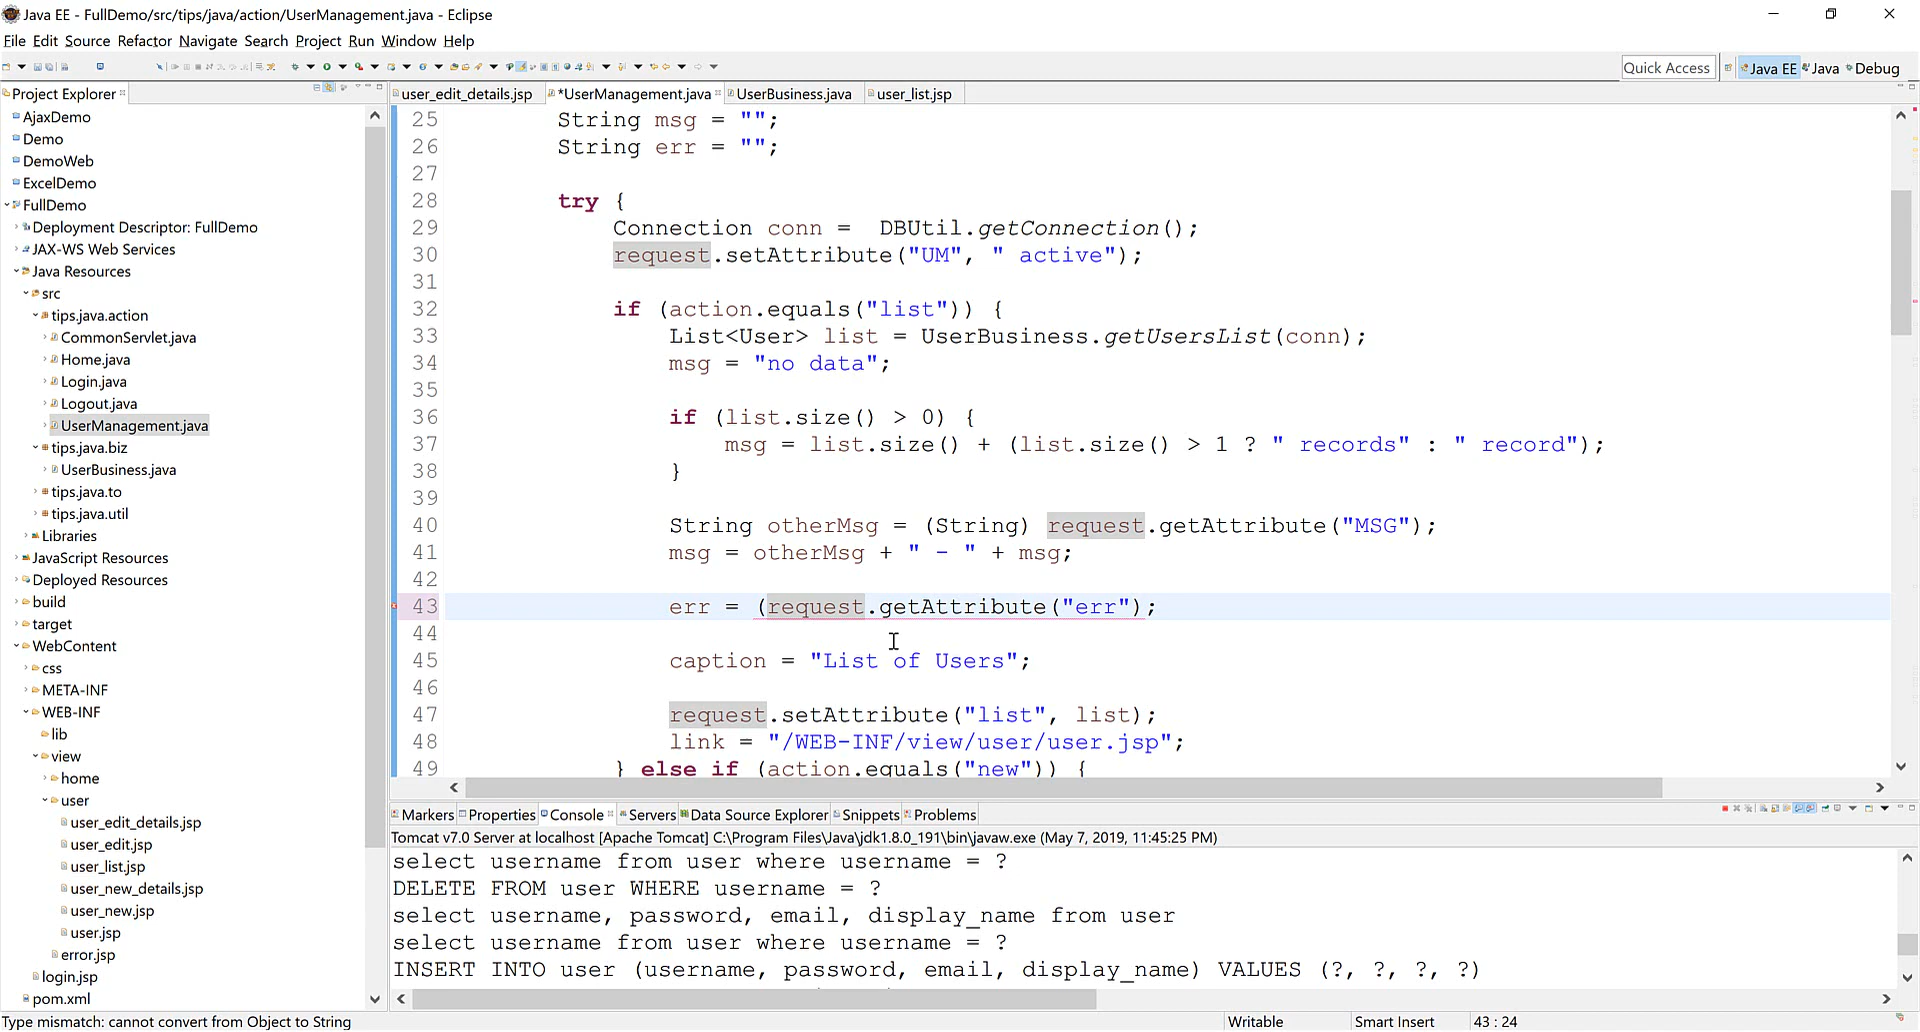 Java EE - FullDemo/src/tips/java/action/UserManagement.java - Eclipse
File Edit Source Refactor Navigate Search Project Run Window Help
Quick Access Java EE Java Debug
Project Explorer
AjaxDemo
Demo
DemoWeb
ExcelDemo
FullDemo
Deployment Descriptor: FullDemo
JAX-WS Web Services
Java Resources
src
tips.java.action
CommonServlet.java
Home.java
Login.java
Logout.java
UserManagement.java
tips.java.biz
UserBusiness.java
tips.java.to
tips.java.util
Libraries
JavaScript Resources
Deployed Resources
build
target
WebContent
css
META-INF
WEB-INF
lib
view
home
user
user_edit_details.jsp
user_edit.jsp
user_list.jsp
user_new_details.jsp
user_new.jsp
user.jsp
error.jsp
login.jsp
pom.xml
user_edit_details.jsp *UserManagement.java UserBusiness.java user_list.jsp
25 String msg = "";
26 String err = "";
27
28 try {
29 Connection conn = DBUtil.getConnection();
30 request.setAttribute("UM", " active");
31
32 if (action.equals("list")) {
33 List<User> list = UserBusiness.getUsersList(conn);
34 msg = "no data";
35
36 if (list.size() > 0) {
37 msg = list.size() + (list.size() > 1 ? " records" : " record");
38 }
39
40 String otherMsg = (String) request.getAttribute("MSG");
41 msg = otherMsg + " - " + msg;
42
43 err = (request.getAttribute("err");
44
45 caption = "List of Users";
46
47 request.setAttribute("list", list);
48 link = "/WEB-INF/view/user/user.jsp";
49 } else if (action.equals("new")) {
Markers Properties Console Servers Data Source Explorer Snippets Problems
Tomcat v7.0 Server at localhost [Apache Tomcat] C:\Program Files\Java\jdk1.8.0_191\bin\javaw.exe (May 7, 2019, 11:45:25 PM)
select username from user where username = ?
DELETE FROM user WHERE username = ?
select username, password, email, display_name from user
select username from user where username = ?
INSERT INTO user (username, password, email, display_name) VALUES (?, ?, ?, ?)
Type mismatch: cannot convert from Object to String Writable Smart Insert 43 : 24